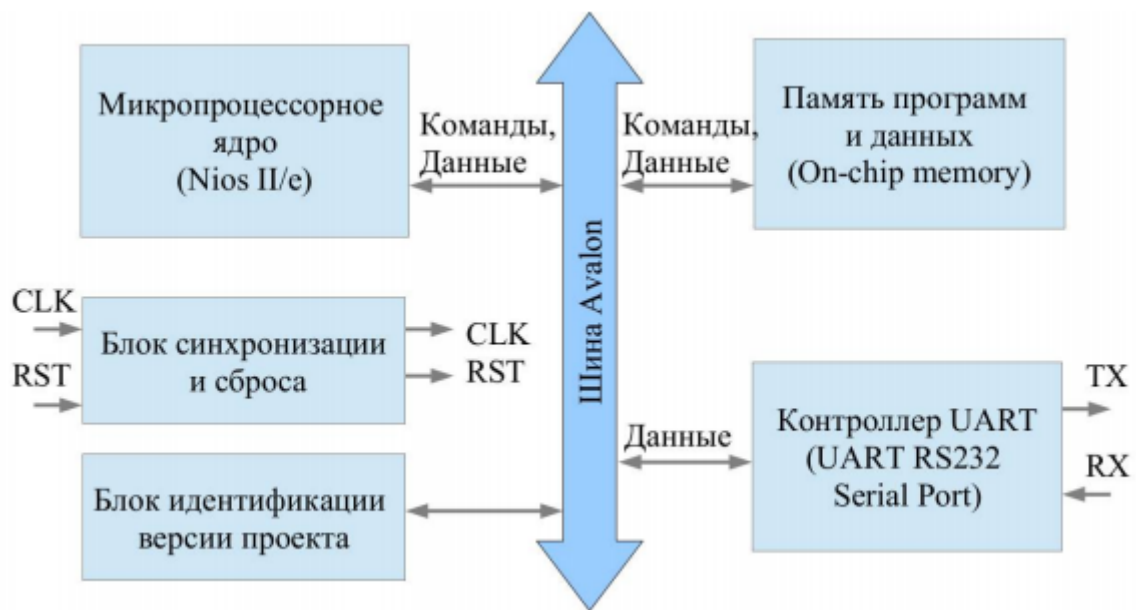 Микропроцессорное
ядро
(Nios II/e)
Команды,
Данные
Шина Avalon
Команды,
Данные
Память программ
и данных
(On-chip memory)
CLK
RST
Блок синхронизации
и сброса
CLK
RST
Блок идентификации
версии проекта
Данные
Контроллер UART
(UART RS232
Serial Port)
TX
RX